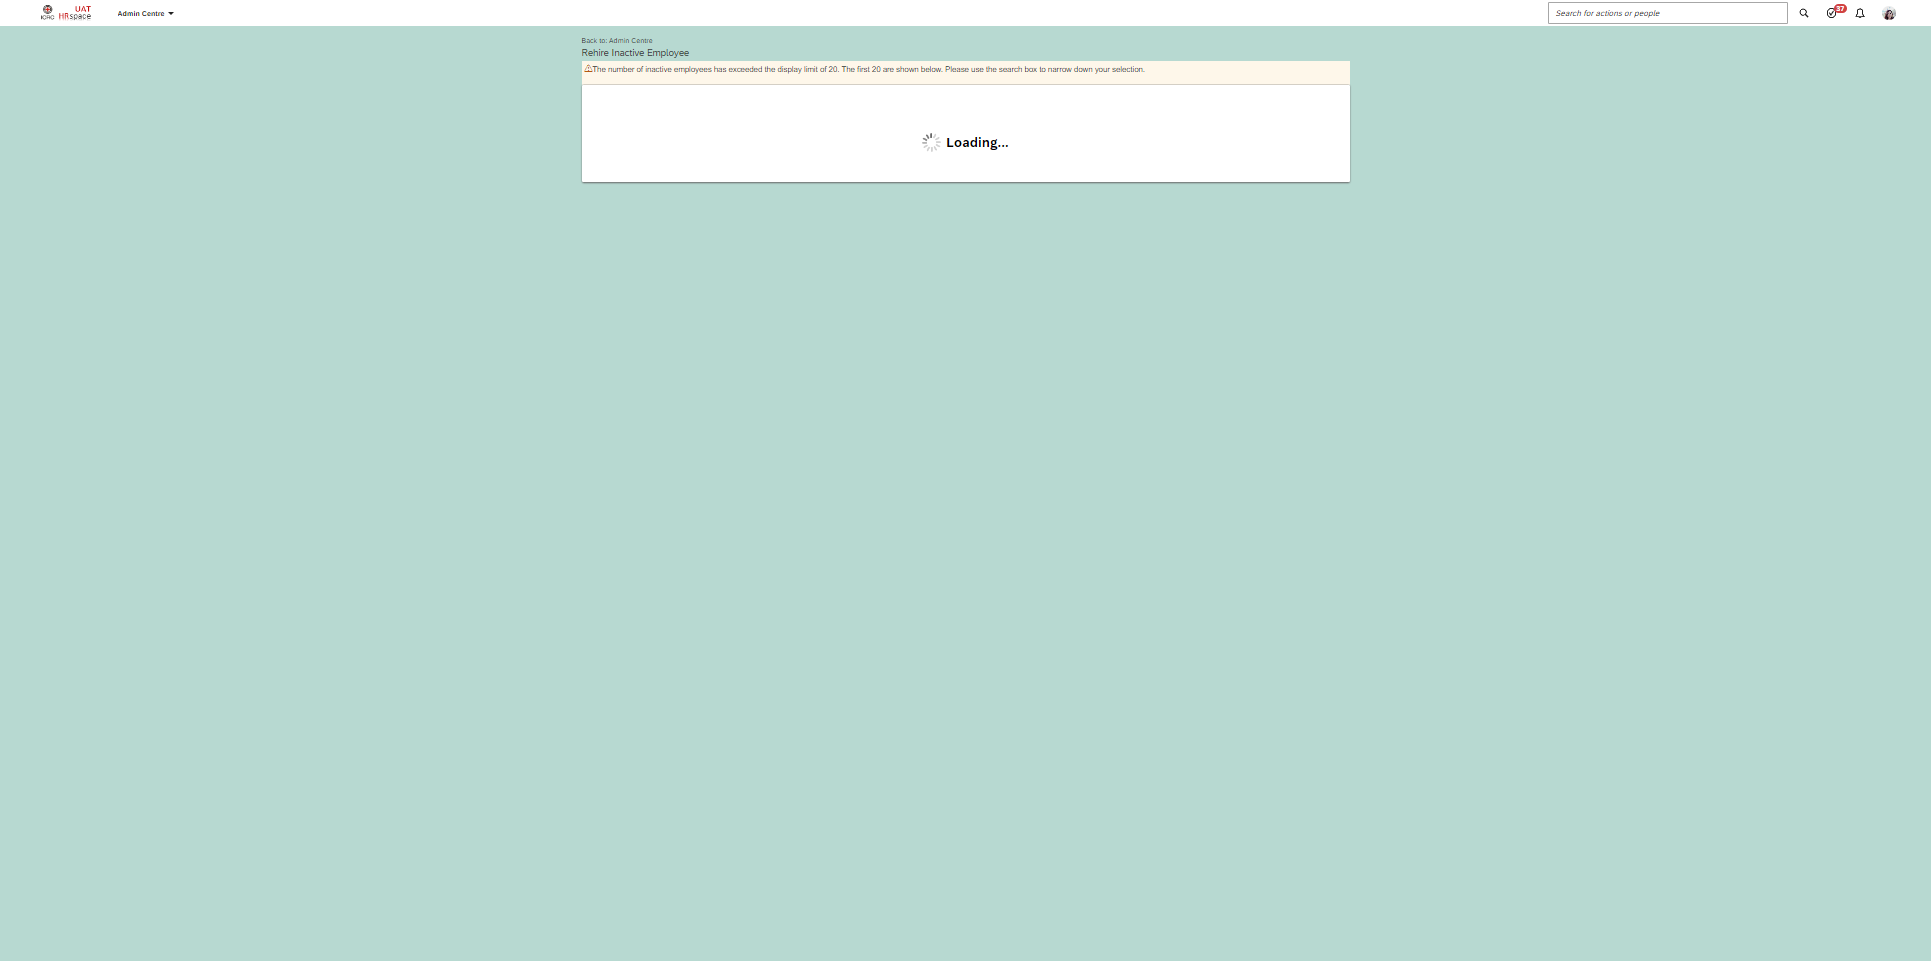 ICRC
UAT
HRspace
Admin Centre
Search for actions or people
37
Back to: Admin Centre
Rehire Inactive Employee
The number of inactive employees has exceeded the display limit of 20. The first 20 are shown below. Please use the search box to narrow down your selection.
Loading...